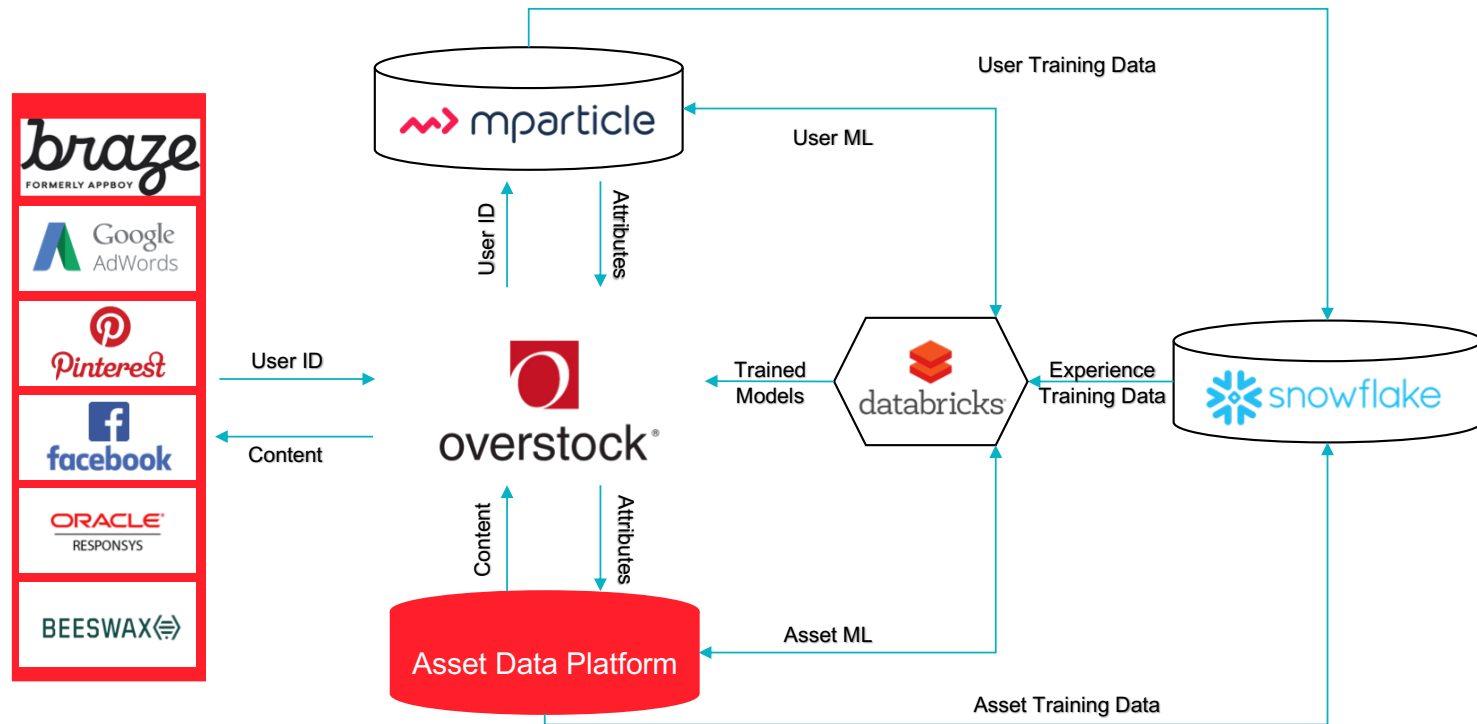 User Training Data
mparticle
User ML
braze
FORMERLY APPBOY
Google
AdWords
User ID
Attributes
Pinterest
User ID
Trained
Models
databricks
Experience
Training Data
snowflake
facebook
Content
overstock®
ORACLE®
RESPONSYS
Content
Attributes
BEESWAX
Asset ML
Asset Data Platform
Asset Training Data